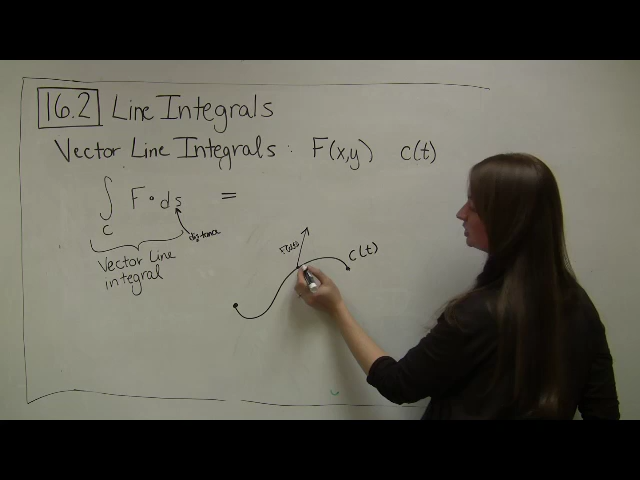 16.2 Line Integrals
Vector Line Integrals: F(x,y) c(t)
∫ F • ds =
C
distance
Vector Line
integral
c(t)